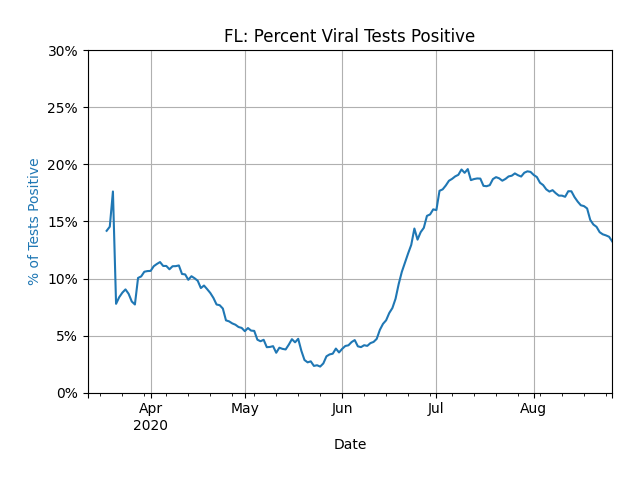 FL: Percent Viral Tests Positive
30%
25%
20%
15%
10%
5%
0%
% of Tests Positive
Apr May Jun Jul Aug
2020
Date